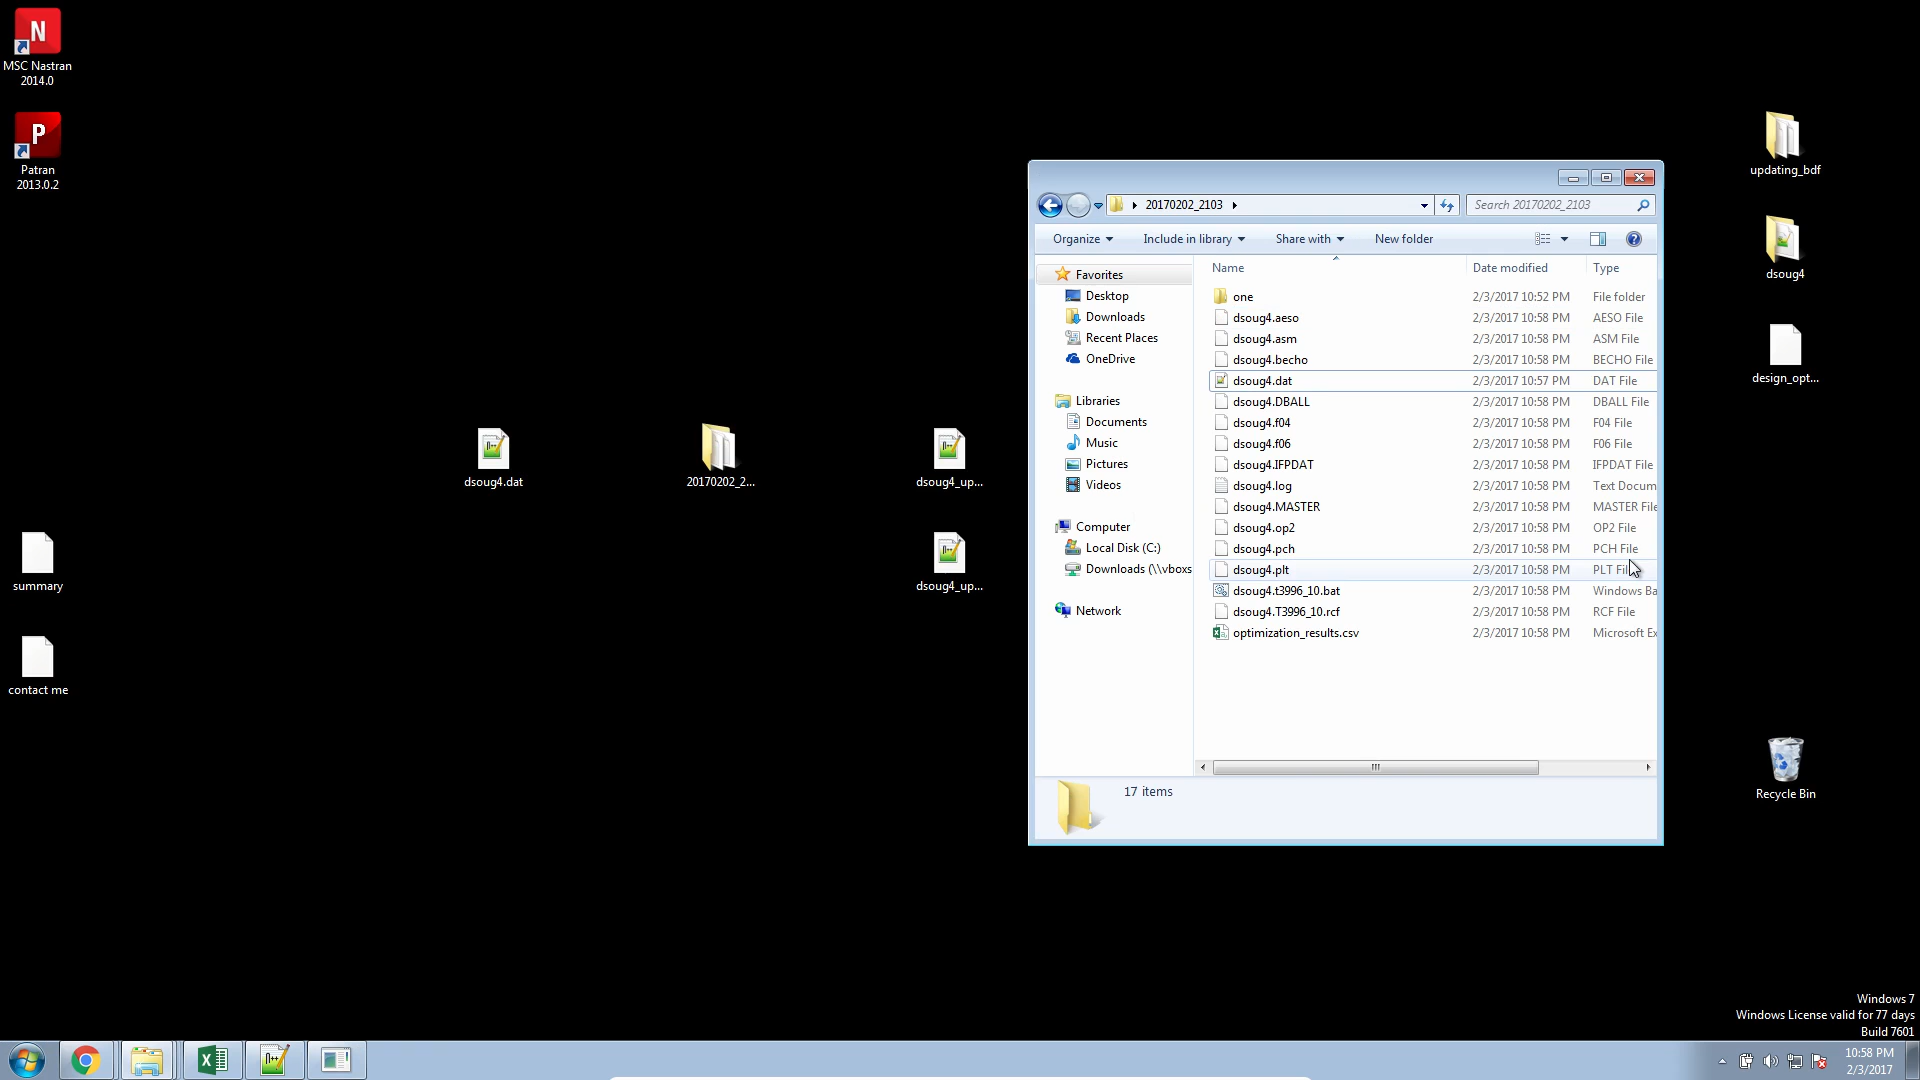 N
MSC Nastran
2014.0
P
Patran
2013.0.2
summary
contact me
dsoug4.dat
20170202_2...
dsoug4_up...
dsoug4_up...
20170202_2103
Search 20170202_2103
Organize
Include in library
Share with
New folder
Favorites
Desktop
Downloads
Recent Places
OneDrive
Libraries
Documents
Music
Pictures
Videos
Computer
Local Disk (C:)
Downloads (\\vboxs
Network
Name Date modified Type
one 2/3/2017 10:52 PM File folder
dsoug4.aeso 2/3/2017 10:58 PM AESO File
dsoug4.asm 2/3/2017 10:58 PM ASM File
dsoug4.becho 2/3/2017 10:58 PM BECHO File
dsoug4.dat 2/3/2017 10:57 PM DAT File
dsoug4.DBALL 2/3/2017 10:58 PM DBALL File
dsoug4.f04 2/3/2017 10:58 PM F04 File
dsoug4.f06 2/3/2017 10:58 PM F06 File
dsoug4.IFPDAT 2/3/2017 10:58 PM IFPDAT File
dsoug4.log 2/3/2017 10:58 PM Text Docum
dsoug4.MASTER 2/3/2017 10:58 PM MASTER File
dsoug4.op2 2/3/2017 10:58 PM OP2 File
dsoug4.pch 2/3/2017 10:58 PM PCH File
dsoug4.plt 2/3/2017 10:58 PM PLT Fi
dsoug4.t3996_10.bat 2/3/2017 10:58 PM Windows Ba
dsoug4.T3996_10.rcf 2/3/2017 10:58 PM RCF File
optimization_results.csv 2/3/2017 10:58 PM Microsoft Ex
17 items
updating_bdf
dsoug4
design_opt...
Recycle Bin
Windows 7
Windows License valid for 77 days
Build 7601
10:58 PM
2/3/2017